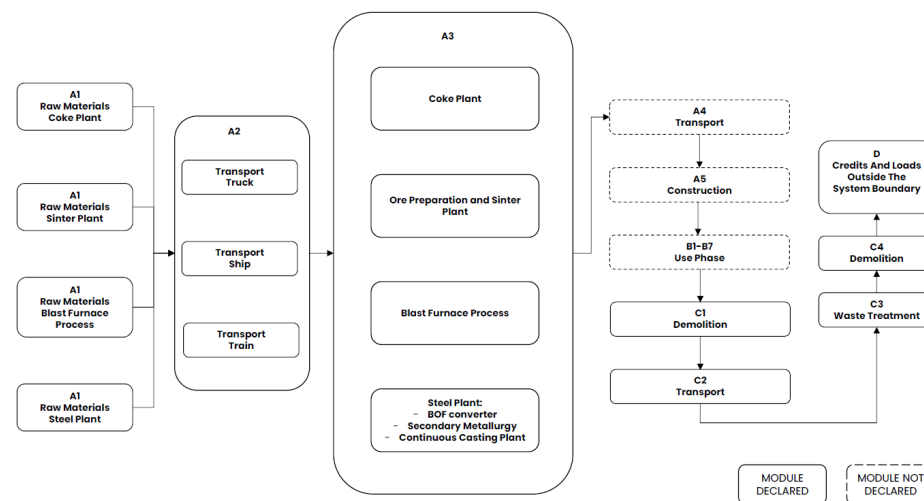 A1
Raw Materials
Coke Plant
A1
Raw Materials
Sinter Plant
A1
Raw Materials
Blast Furnace
Process
A1
Raw Materials
Steel Plant
A2
Transport
Truck
Transport
Ship
Transport
Train
A3
Coke Plant
Ore Preparation and Sinter
Plant
Blast Furnace Process
Steel Plant:
- BOF converter
- Secondary Metallurgy
- Continuous Casting Plant
A4
Transport
A5
Construction
B1-B7
Use Phase
C1
Demolition
C2
Transport
D
Credits And Loads
Outside The
System Boundary
C4
Demolition
C3
Waste Treatment
MODULE
DECLARED
MODULE NOT
DECLARED